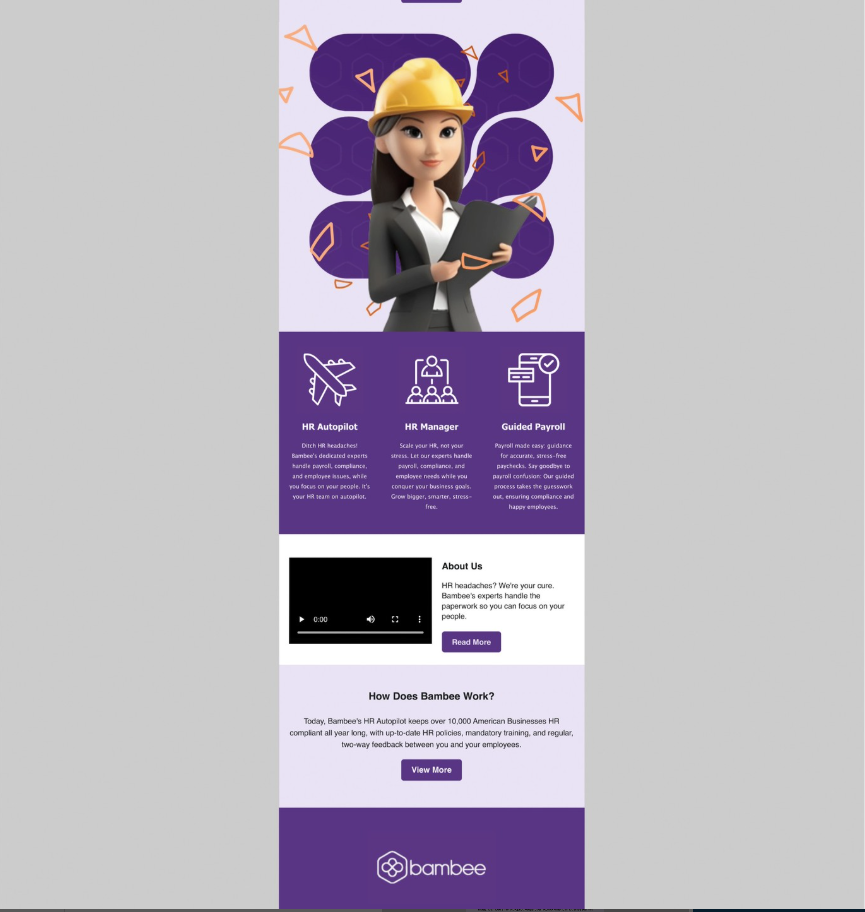 HR Autopilot
Ditch HR headaches!
Bambee's dedicated experts
handle payroll, compliance,
and employee issues, while
you focus on your people. It's
your HR team on autopilot.
HR Manager
Scale your HR, not your
stress. Let our experts handle
payroll, compliance, and
employee needs while you
conquer your business goals.
Grow bigger, smarter, stress-
free.
Guided Payroll
Payroll made easy: guidance
for accurate, stress-free
paychecks. Say goodbye to
payroll confusion: Our guided
process takes the guesswork
out, ensuring compliance and
happy employees.
0:00
About Us
HR headaches? We're your cure.
Bambee's experts handle the
paperwork so you can focus on your
people.
Read More
How Does Bambee Work?
Today, Bambee's HR Autopilot keeps over 10,000 American Businesses HR
compliant all year long, with up-to-date HR policies, mandatory training, and regular,
two-way feedback between you and your employees.
View More
bambee